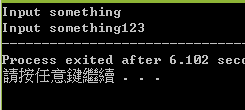 Input something
Input something123
Process exited after 6.102 seco
請按任意鍵繼續 . . .